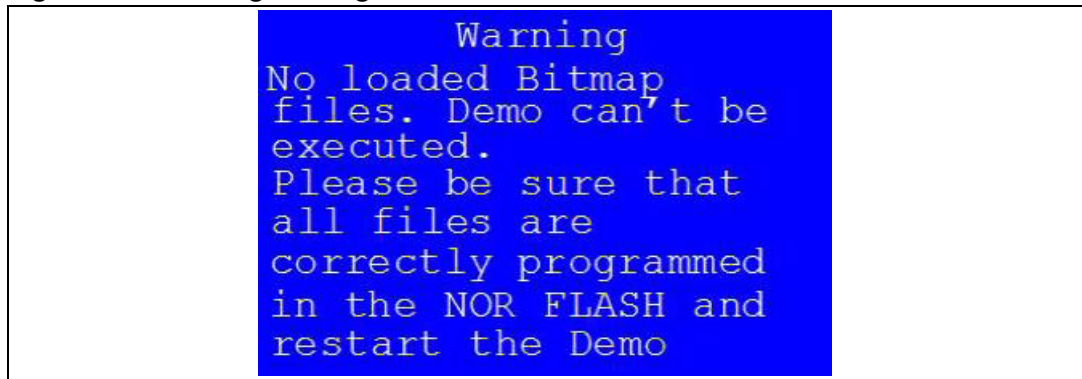 Warning
No loaded Bitmap
files. Demo can't be
executed.
Please be sure that
all files are
correctly programmed
in the NOR FLASH and
restart the Demo